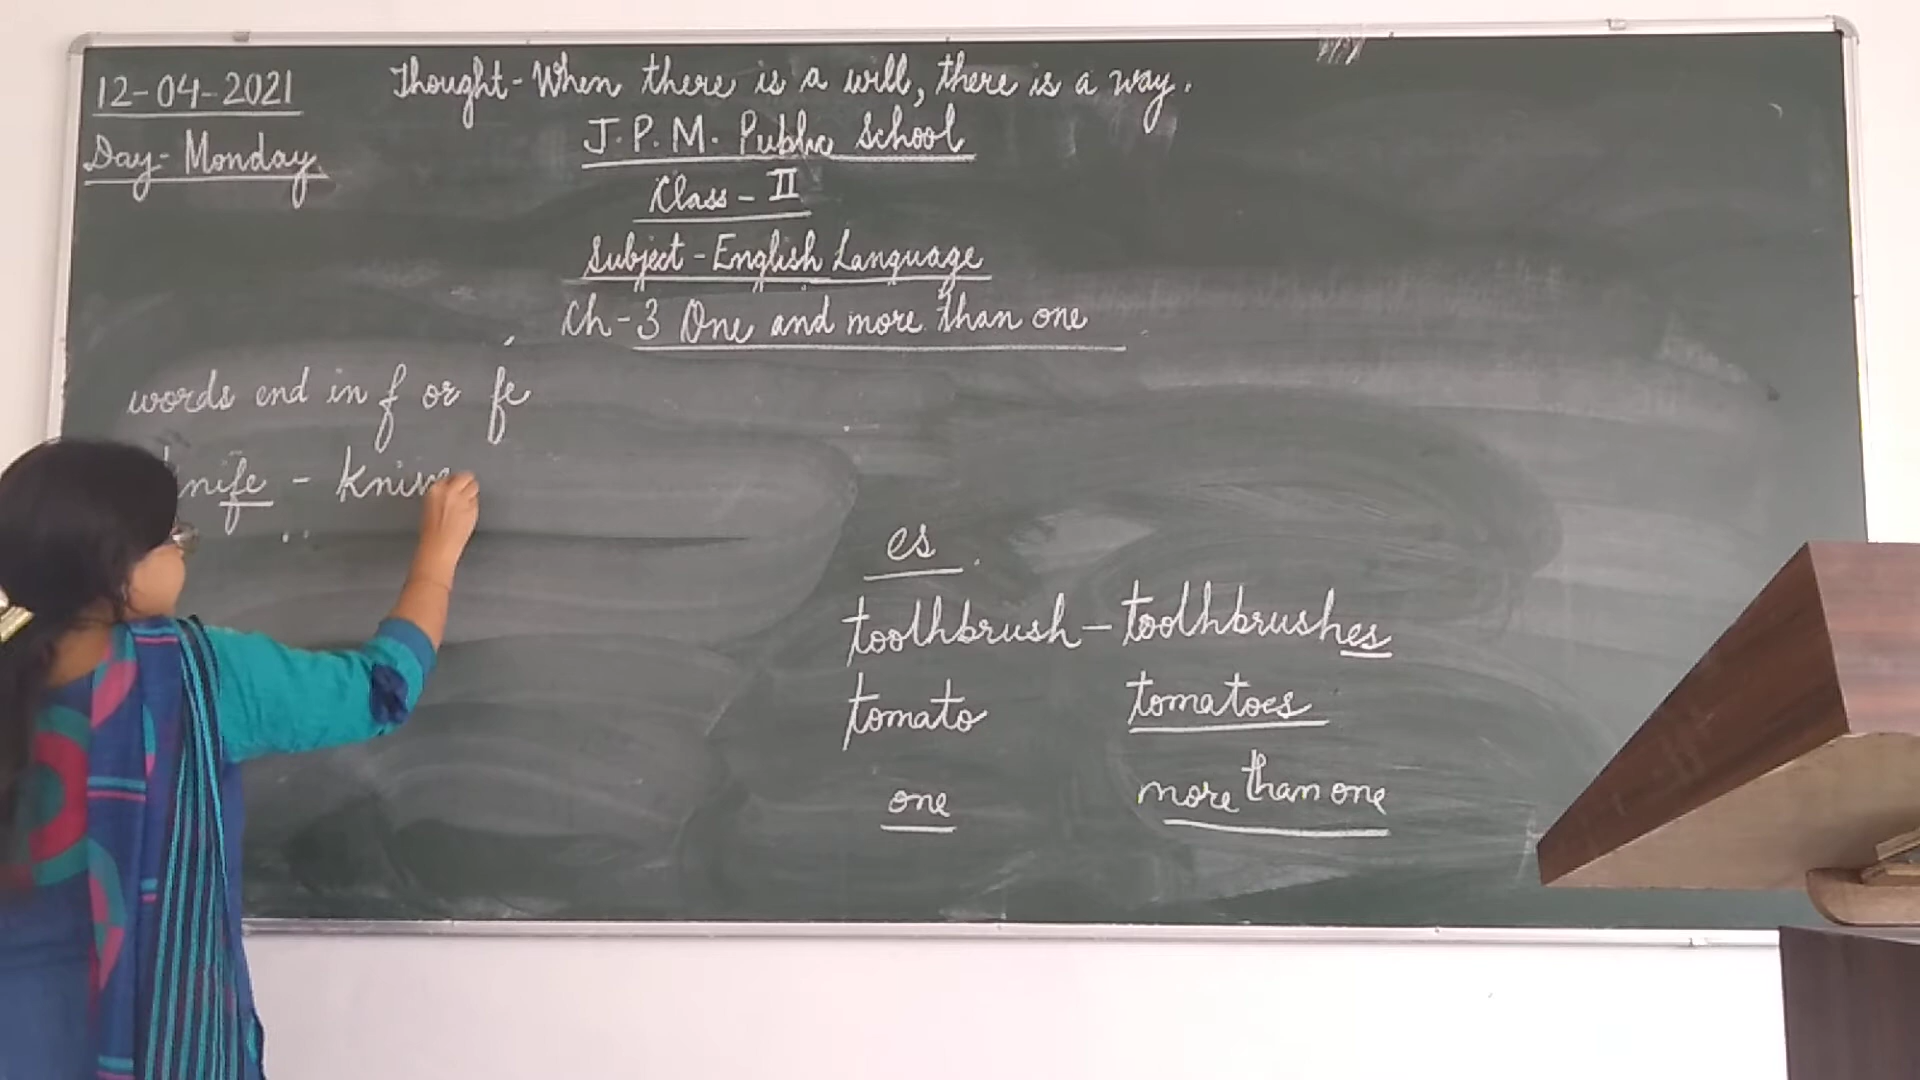 12-04-2021
Day- Monday.
Thought- When there is a will, there is a way.
J.P.M. Public School
Class - II
Subject - English Language
Ch-3 One and more than one
words end in f or fe
nife - kniv
es
toothbrush - toothbrushes
tomato tomatoes
one more than one